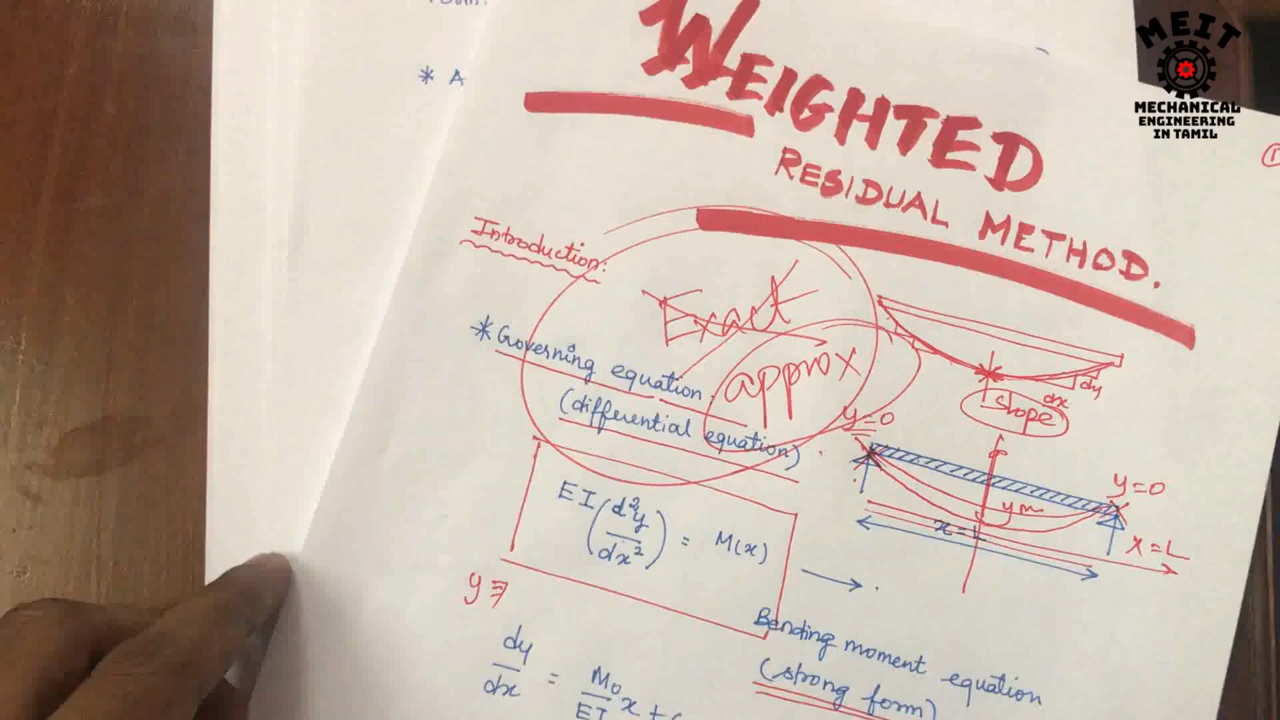 * A
WEIGHTED
RESIDUAL METHOD.
Introduction:
Exact
approx
* Governing equation
(differential equation).
EI(d²y/dx²) = M(x)
y =
dy/dx = M₀/EI x +
Bending moment equation
(strong form)
dy
dx
slope
y=0
y=0
ym
x=L
x=L
MEIT
MECHANICAL
ENGINEERING
IN TAMIL